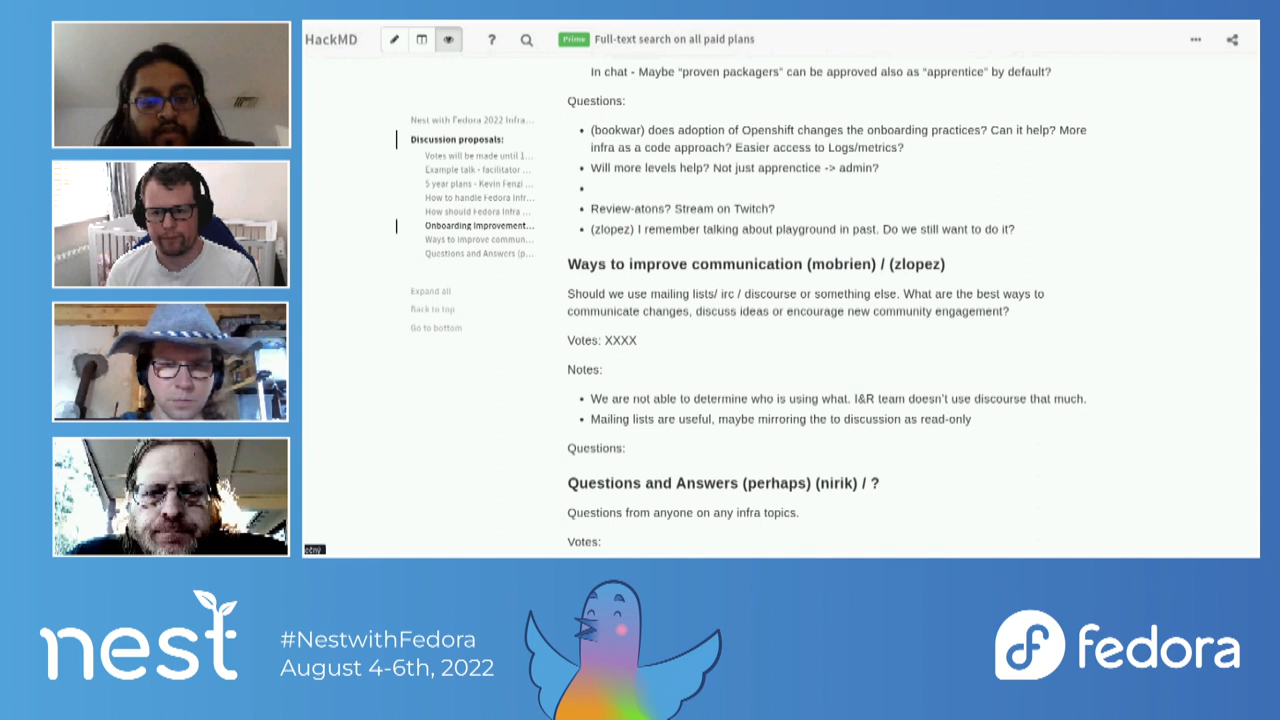 HackMD
?
Prime
Full-text search on all paid plans
Nest with Fedora 2022 Infra...
Discussion proposals:
Votes will be made until 1...
Example talk - facilitator ...
5 year plans - Kevin Fenzi ...
How to handle Fedora Infr...
How should Fedora Infra ...
Onboarding Improvement...
Ways to improve commun...
Questions and Answers (p...
Expand all
Back to top
Go to bottom
In chat - Maybe “proven packagers” can be approved also as “apprentice” by default?
Questions:
• (bookwar) does adoption of Openshift changes the onboarding practices? Can it help? More
infra as a code approach? Easier access to Logs/metrics?
• Will more levels help? Not just apprenctice -> admin?
•
• Review-atons? Stream on Twitch?
• (zlopez) I remember talking about playground in past. Do we still want to do it?
Ways to improve communication (mobrien) / (zlopez)
Should we use mailing lists/ irc / discourse or something else. What are the best ways to
communicate changes, discuss ideas or encourage new community engagement?
Votes: XXXX
Notes:
• We are not able to determine who is using what. I&R team doesn’t use discourse that much.
• Mailing lists are useful, maybe mirroring the to discussion as read-only
Questions:
Questions and Answers (perhaps) (nirik) / ?
Questions from anyone on any infra topics.
Votes:
nest
#NestwithFedora
August 4-6th, 2022
fedora